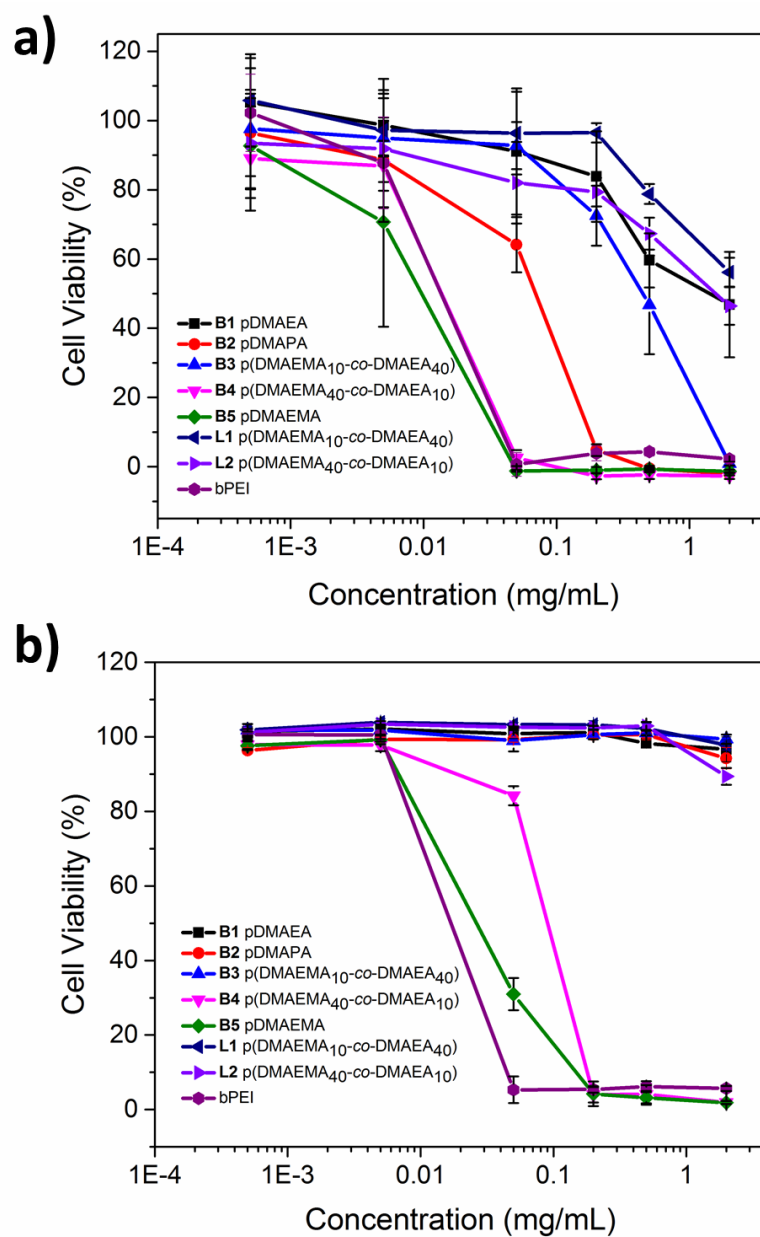 a)
120
100
80
60
40
20
0
Cell Viability (%)
B1 pDMAEA
B2 pDMAPA
B3 p(DMAEMA₁₀-co-DMAEA₄₀)
B4 p(DMAEMA₄₀-co-DMAEA₁₀)
B5 pDMAEMA
L1 p(DMAEMA₁₀-co-DMAEA₄₀)
L2 p(DMAEMA₄₀-co-DMAEA₁₀)
bPEI
1E-4 1E-3 0.01 0.1 1
Concentration (mg/mL)
b)
120
100
80
60
40
20
0
Cell Viability (%)
B1 pDMAEA
B2 pDMAPA
B3 p(DMAEMA₁₀-co-DMAEA₄₀)
B4 p(DMAEMA₄₀-co-DMAEA₁₀)
B5 pDMAEMA
L1 p(DMAEMA₁₀-co-DMAEA₄₀)
L2 p(DMAEMA₄₀-co-DMAEA₁₀)
bPEI
1E-4 1E-3 0.01 0.1 1
Concentration (mg/mL)